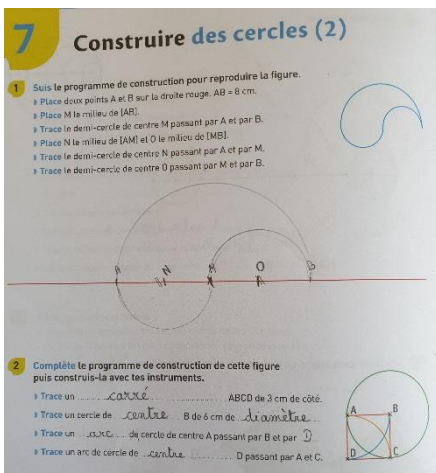 7 Construire des cercles (2)
1 Suis le programme de construction pour reproduire la figure.
Place deux points A et B sur la droite rouge. AB = 8 cm.
Place M le milieu de [AB].
Trace le demi-cercle de centre M passant par A et par B.
Place N le milieu de [AM] et O le milieu de [MB].
Trace le demi-cercle de centre N passant par A et par M.
Trace le demi-cercle de centre O passant par M et par B.
A N M O B
2 Complète le programme de construction de cette figure
puis construis-la avec tes instruments.
Trace un carré ABCD de 3 cm de côté.
Trace un cercle de centre B de 6 cm de diamètre
Trace un arc de cercle de centre A passant par B et par D
Trace un arc de cercle de centre D passant par A et C.
A B
D C